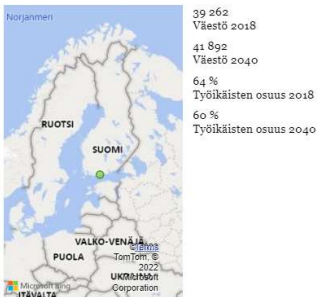 Norjanmeri
RUOTSI
SUOMI
VALKO-VENÄJÄ
PUOLA
TomTom, ©
2022
Microsoft
Corporation
Microsoft Bing
ITÄVALTA
39 262
Väestö 2018
41 892
Väestö 2040
64 %
Työikäisten osuus 2018
60 %
Työikäisten osuus 2040